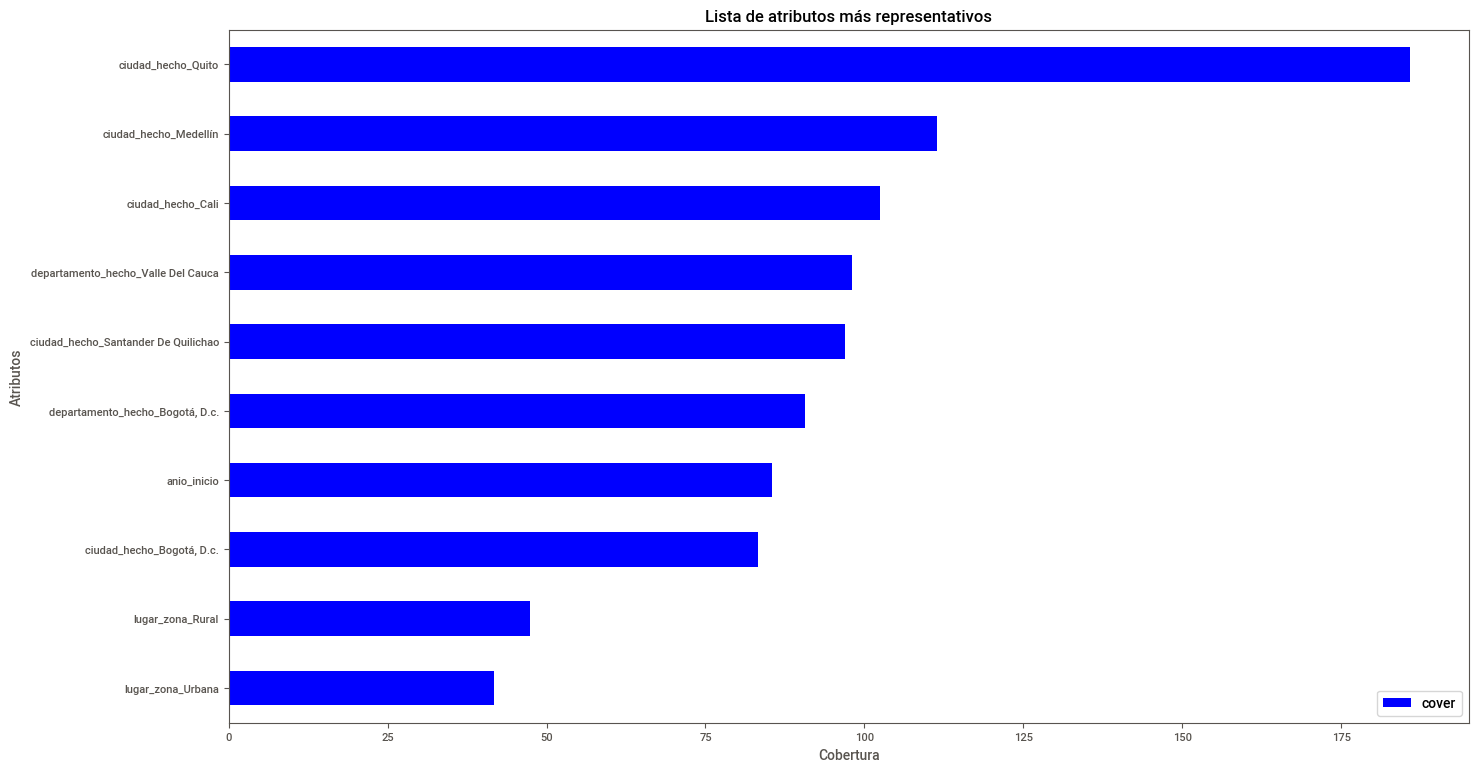 Lista de atributos más representativos
ciudad_hecho_Quito
ciudad_hecho_Medellín
ciudad_hecho_Cali
departamento_hecho_Valle Del Cauca
ciudad_hecho_Santander De Quilichao
departamento_hecho_Bogotá, D.c.
anio_inicio
ciudad_hecho_Bogotá, D.c.
lugar_zona_Rural
lugar_zona_Urbana
Atributos
cover
0 25 50 75 100 125 150 175
Cobertura